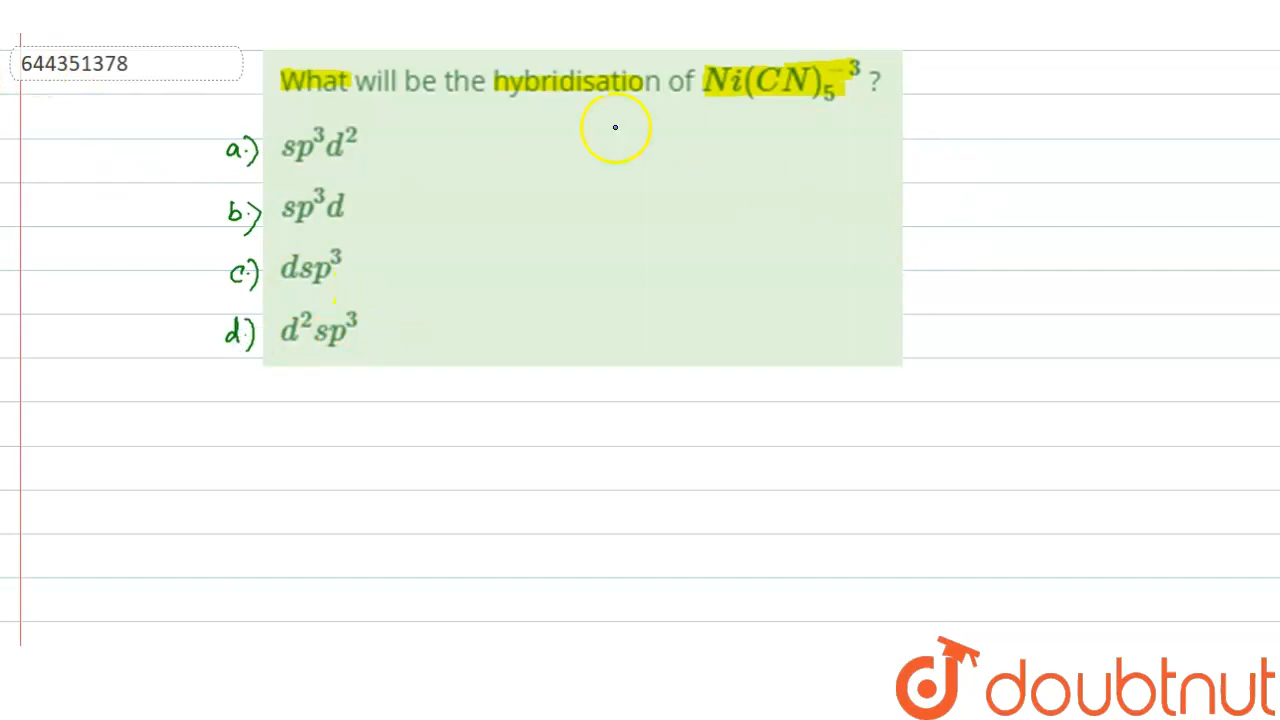 644351378
What will be the hybridisation of $Ni(CN)_5^{-3}$ ?
a.) $sp^3d^2$
b.) $sp^3d$
c.) $dsp^3$
d.) $d^2sp^3$
doubtnut